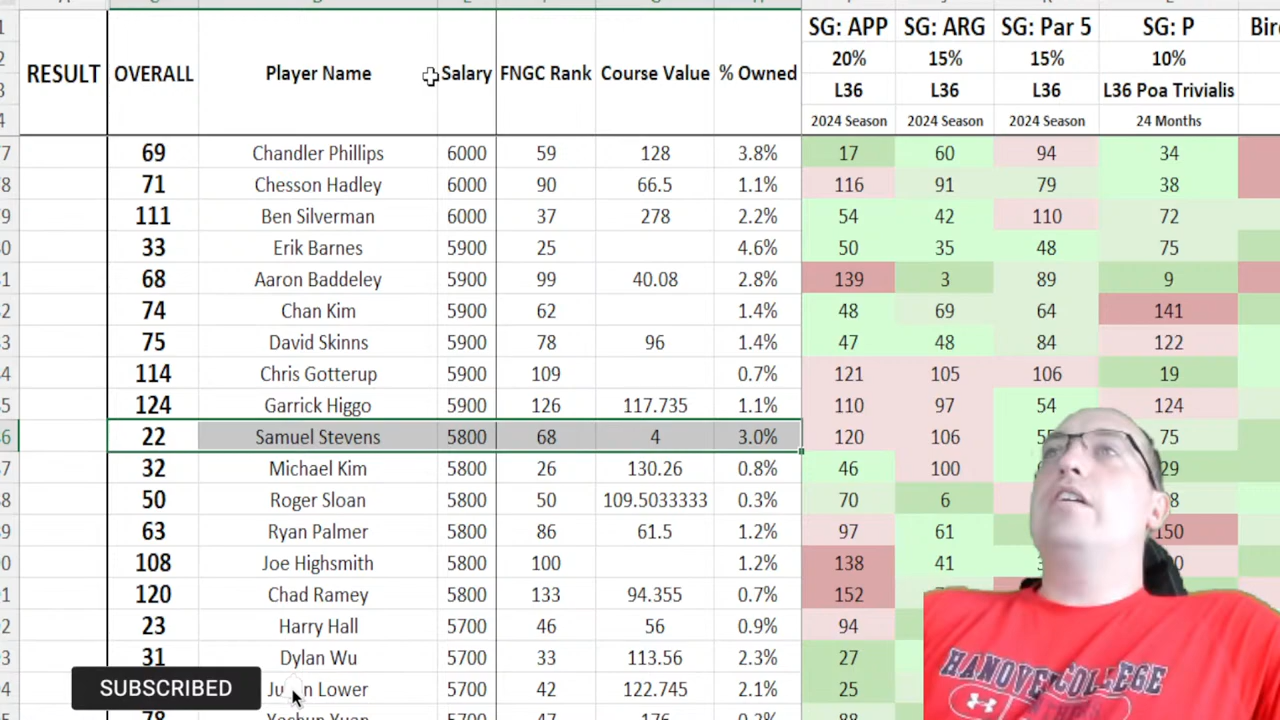 RESULT OVERALL Player Name Salary FNGC Rank Course Value % Owned SG: APP SG: ARG SG: Par 5 SG: P
20% 15% 15% 10%
L36 L36 L36 L36 Poa Trivialis
2024 Season 2024 Season 2024 Season 24 Months
69 Chandler Phillips 6000 59 128 3.8% 17 60 94 34
71 Chesson Hadley 6000 90 66.5 1.1% 116 91 79 38
111 Ben Silverman 6000 37 278 2.2% 54 42 110 72
33 Erik Barnes 5900 25 4.6% 50 35 48 75
68 Aaron Baddeley 5900 99 40.08 2.8% 139 3 89 9
74 Chan Kim 5900 62 1.4% 48 69 64 141
75 David Skinns 5900 78 96 1.4% 47 48 84 122
114 Chris Gotterup 5900 109 0.7% 121 105 106 19
124 Garrick Higgo 5900 126 117.735 1.1% 110 97 54 124
22 Samuel Stevens 5800 68 4 3.0% 120 106 75
32 Michael Kim 5800 26 130.26 0.8% 46 100
50 Roger Sloan 5800 50 109.5033333 0.3% 70 6
63 Ryan Palmer 5800 86 61.5 1.2% 97 61 150
108 Joe Highsmith 5800 100 1.2% 138 41
120 Chad Ramey 5800 133 94.355 0.7% 152
23 Harry Hall 5700 46 56 0.9% 94
31 Dylan Wu 5700 33 113.56 2.3% 27
Lower 5700 42 122.745 2.1% 25
SUBSCRIBED
HANOVER COLLEGE